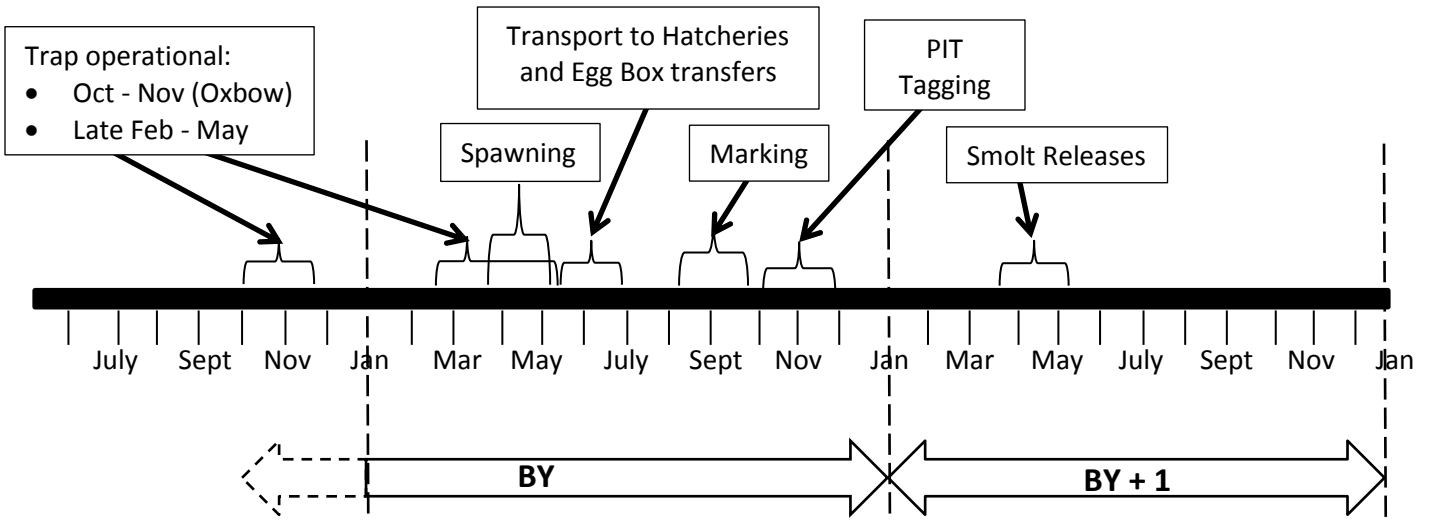 Trap operational:
• Oct - Nov (Oxbow)
• Late Feb - May
Transport to Hatcheries
and Egg Box transfers
PIT
Tagging
Spawning
Marking
Smolt Releases
July Sept Nov Jan Mar May July Sept Nov Jan Mar May July Sept Nov Jan
BY BY + 1